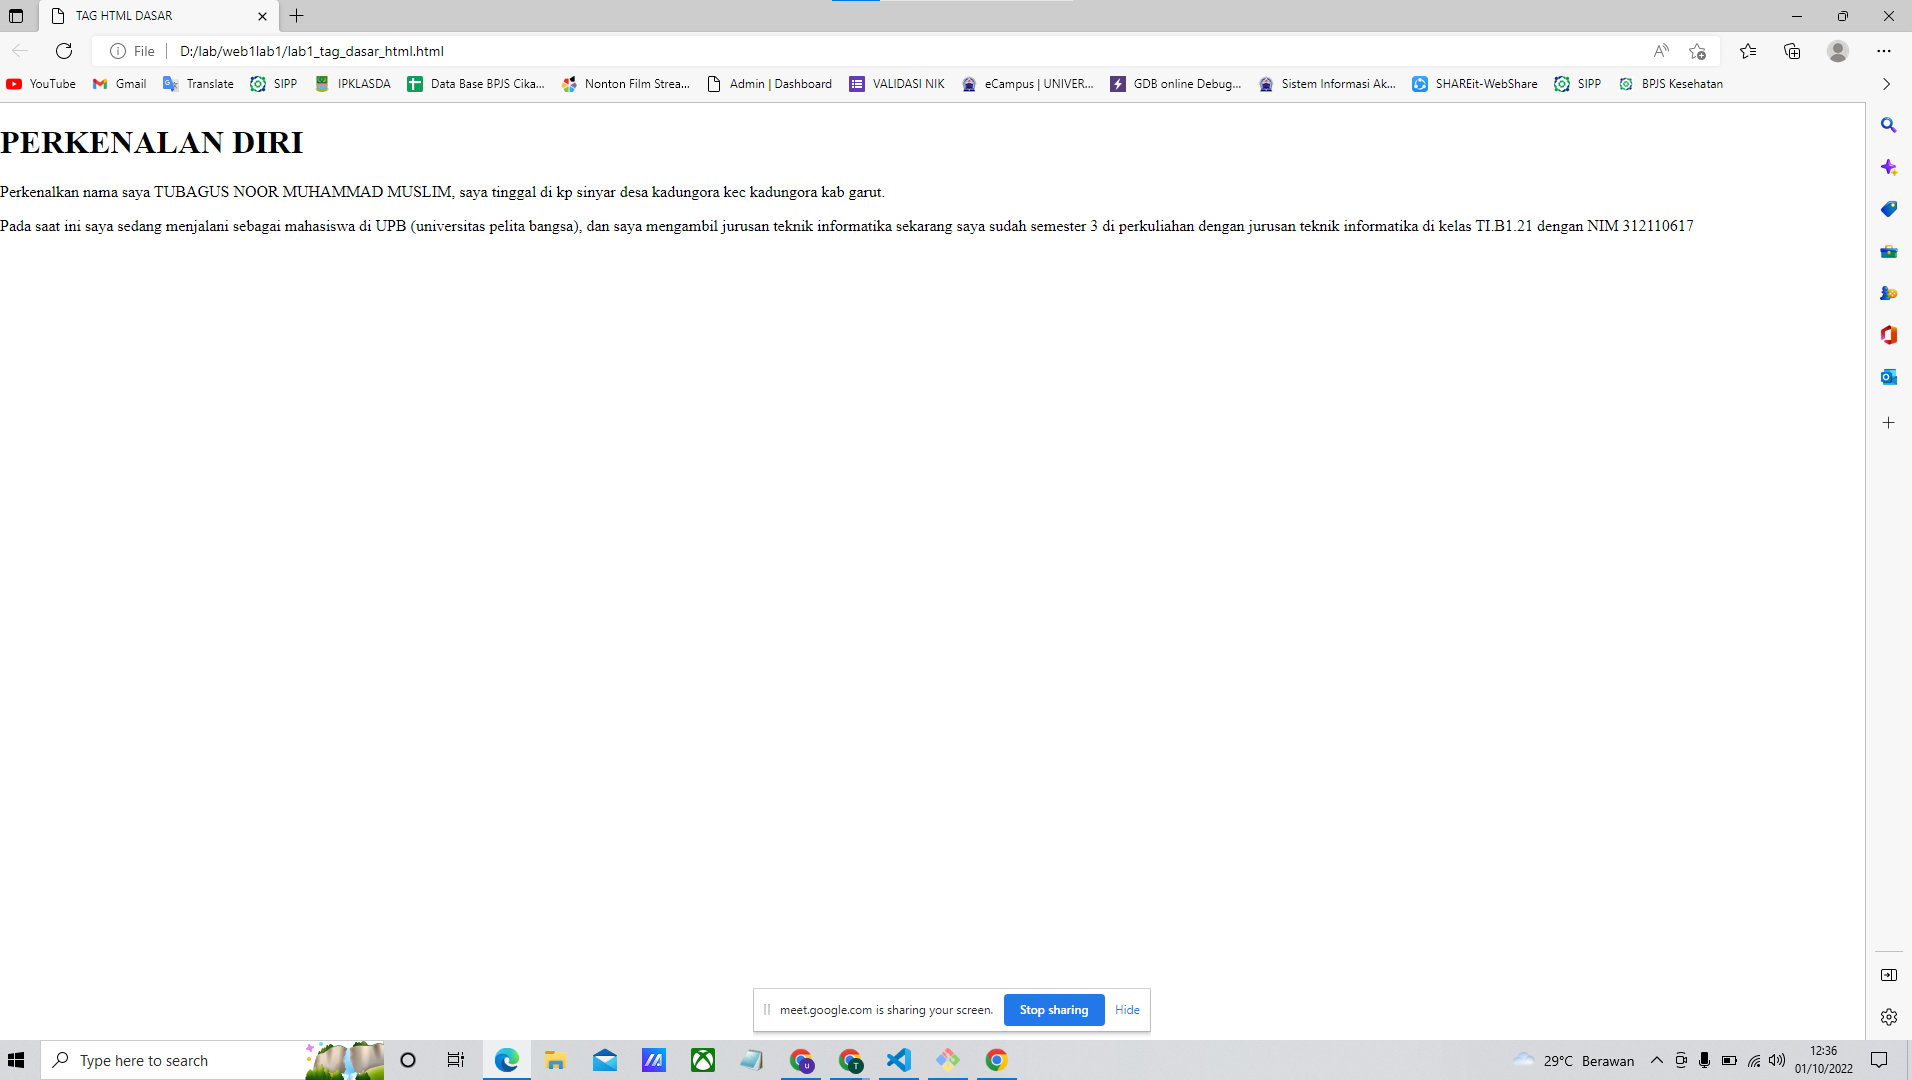 TAG HTML DASAR
File
D:/lab/web1lab1/lab1_tag_dasar_html.html
YouTube Gmail Translate SIPP IPKLASDA Data Base BPJS Cika... Nonton Film Strea... Admin | Dashboard VALIDASI NIK eCampus | UNIVER... GDB online Debug... Sistem Informasi Ak... SHAREit-WebShare SIPP BPJS Kesehatan
PERKENALAN DIRI
Perkenalkan nama saya TUBAGUS NOOR MUHAMMAD MUSLIM, saya tinggal di kp sinyar desa kadungora kec kadungora kab garut.
Pada saat ini saya sedang menjalani sebagai mahasiswa di UPB (universitas pelita bangsa), dan saya mengambil jurusan teknik informatika sekarang saya sudah semester 3 di perkuliahan dengan jurusan teknik informatika di kelas TI.B1.21 dengan NIM 312110617
meet.google.com is sharing your screen. Stop sharing Hide
Type here to search
29°C Berawan
12:36
01/10/2022